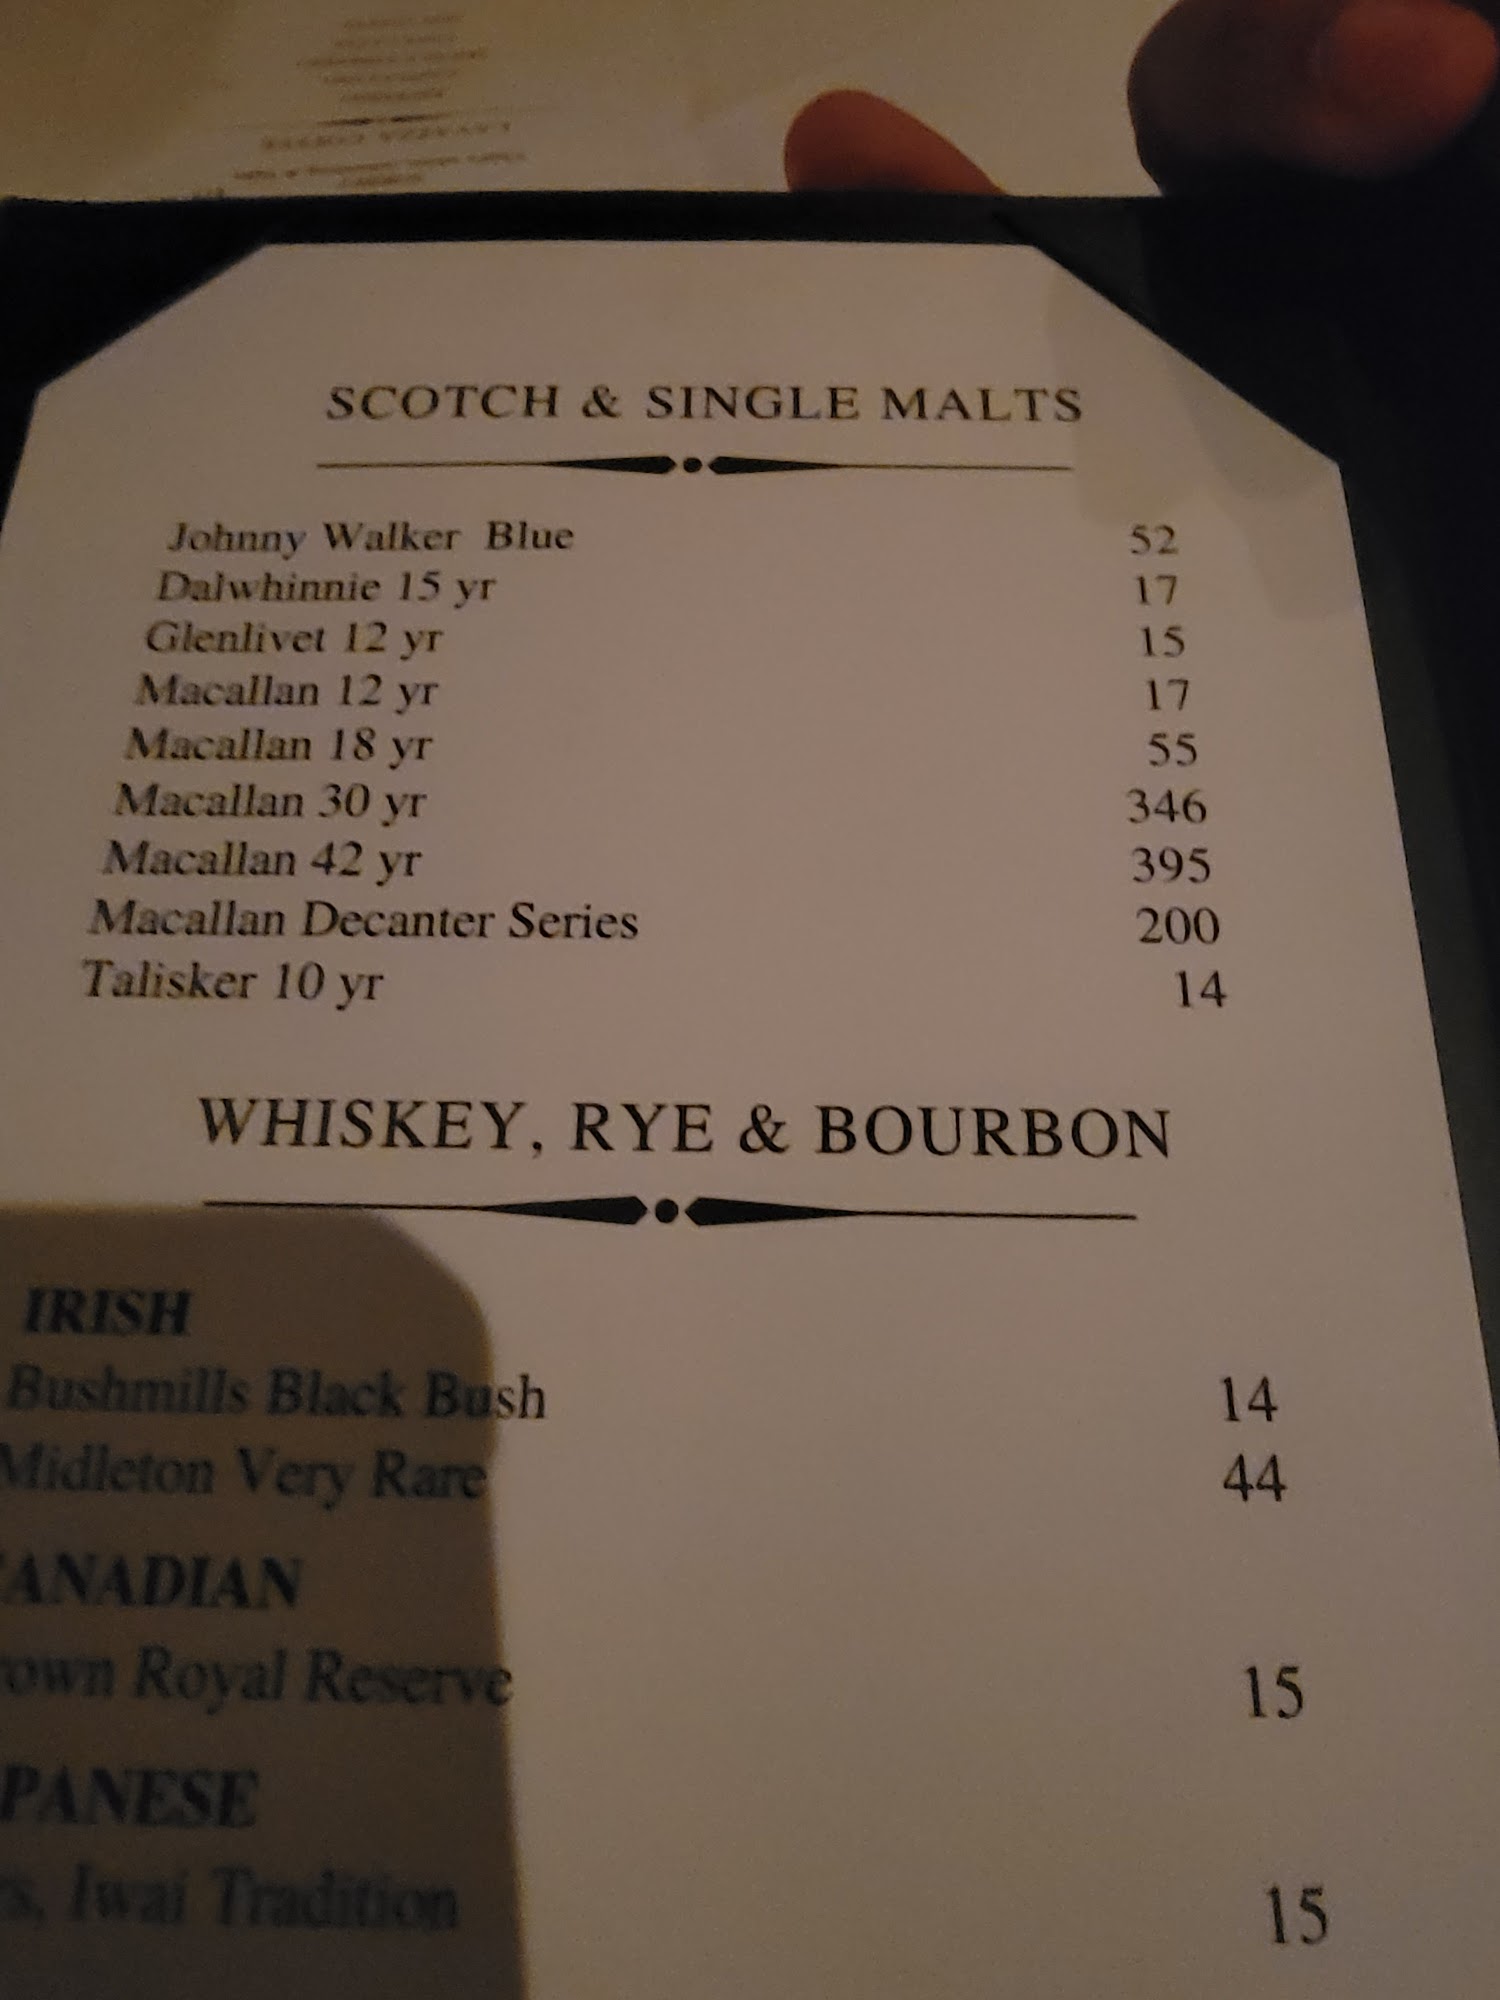 SCOTCH & SINGLE MALTS
Johnny Walker Blue 52
Dalwhinnie 15 yr 17
Glenlivet 12 yr 15
Macallan 12 yr 17
Macallan 18 yr 55
Macallan 30 yr 346
Macallan 42 yr 395
Macallan Decanter Series 200
Talisker 10 yr 14
WHISKEY, RYE & BOURBON
IRISH
Bushmills Black Bush 14
Midleton Very Rare 44
ANADIAN
rown Royal Reserve 15
PANESE
s, Iwai Tradition 15